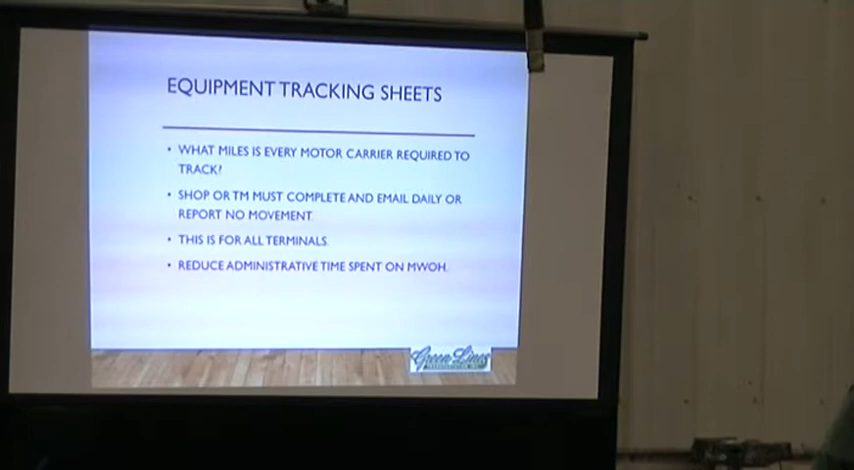 EQUIPMENT TRACKING SHEETS
• WHAT MILES IS EVERY MOTOR CARRIER REQUIRED TO
TRACK?
• SHOP OR TM MUST COMPLETE AND EMAIL DAILY OR
REPORT NO MOVEMENT.
• THIS IS FOR ALL TERMINALS.
• REDUCE ADMINISTRATIVE TIME SPENT ON MWOH.
Green Lines